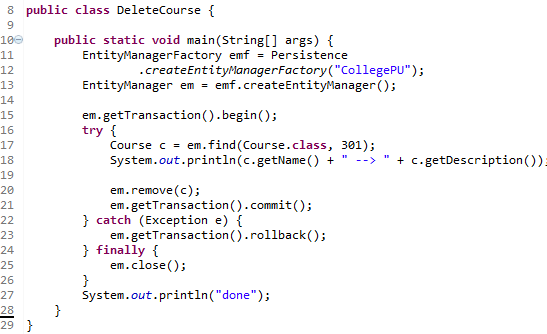 8 public class DeleteCourse {
9
10 public static void main(String[] args) {
11 EntityManagerFactory emf = Persistence
12 .createEntityManagerFactory("CollegePU");
13 EntityManager em = emf.createEntityManager();
14
15 em.getTransaction().begin();
16 try {
17 Course c = em.find(Course.class, 301);
18 System.out.println(c.getName() + " --> " + c.getDescription());
19
20 em.remove(c);
21 em.getTransaction().commit();
22 } catch (Exception e) {
23 em.getTransaction().rollback();
24 } finally {
25 em.close();
26 }
27 System.out.println("done");
28 }
29 }